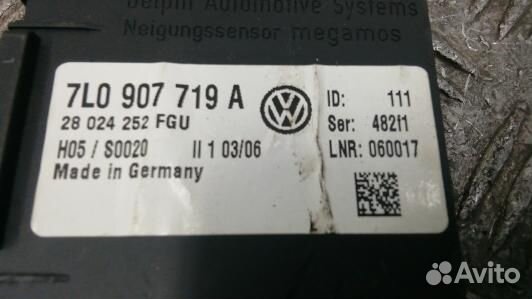 Delphi Automotive Systems
Neigungssensor megamos
7L0 907 719 A
28 024 252 FGU
H05 / S0020 II 1 03/06
Made in Germany
ID: 111
Ser: 482f1
LNR: 060017
Avito